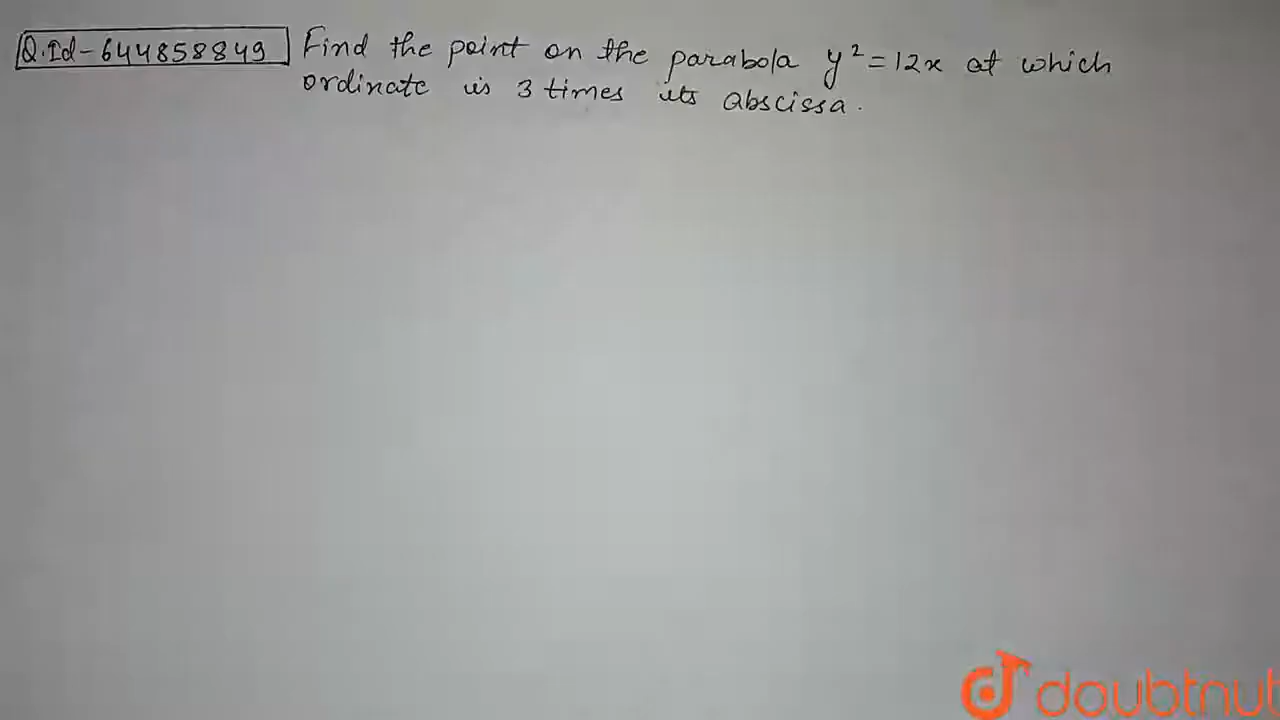 Q.Id-644858849 Find the point on the parabola y² = 12x at which
ordinate is 3 times its abscissa.
doubtnut